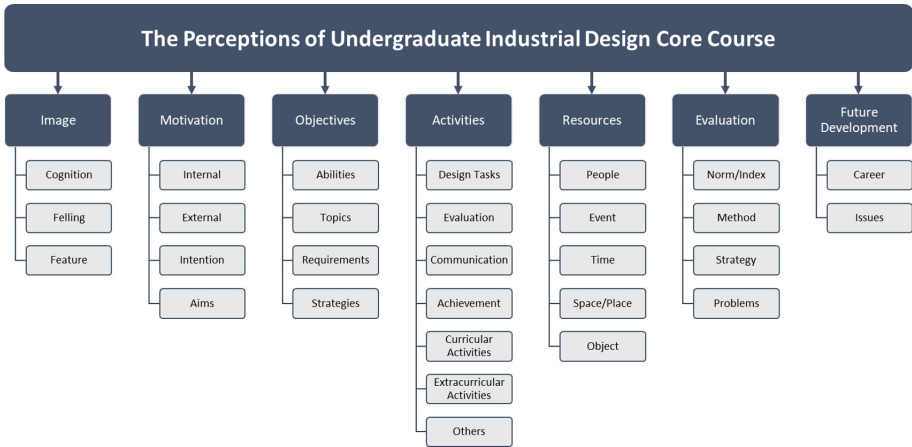 The Perceptions of Undergraduate Industrial Design Core Course
Image
Cognition
Felling
Feature
Motivation
Internal
External
Intention
Aims
Objectives
Abilities
Topics
Requirements
Strategies
Activities
Design Tasks
Evaluation
Communication
Achievement
Curricular
Activities
Extracurricular
Activities
Others
Resources
People
Event
Time
Space/Place
Object
Evaluation
Norm/Index
Method
Strategy
Problems
Future
Development
Career
Issues